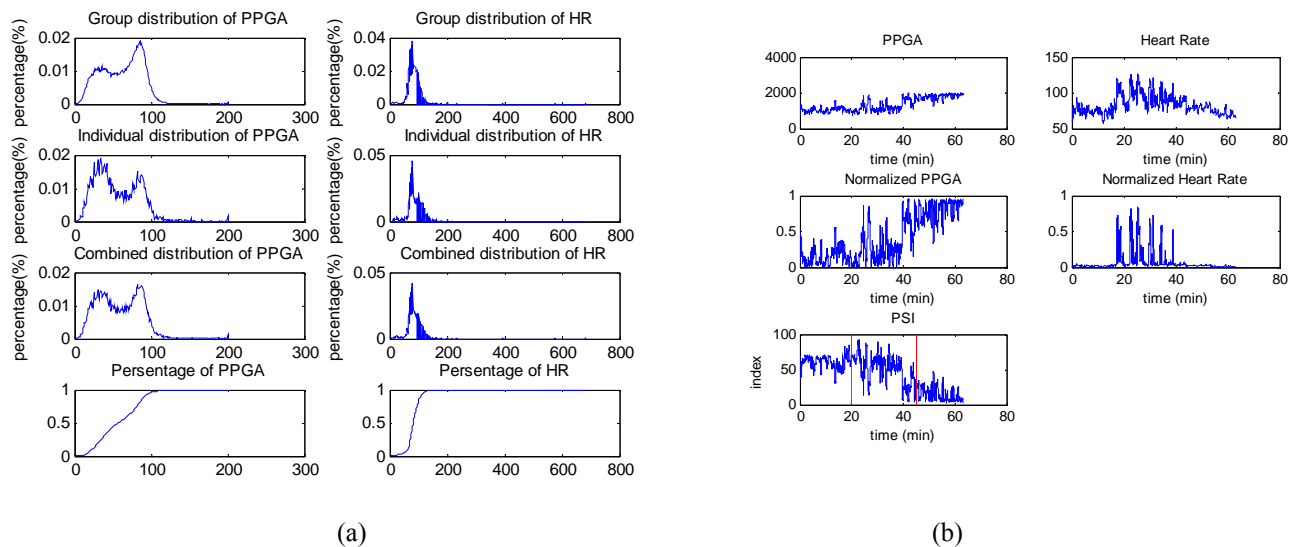 Group distribution of PPGA
percentage(%)
0.02
0.01
0
0 100 200 300
Group distribution of HR
percentage(%)
0.04
0.02
0
0 200 400 600 800
Individual distribution of PPGA
percentage(%)
0.02
0.01
0
0 100 200 300
Individual distribution of HR
percentage(%)
0.05
0
0 200 400 600 800
Combined distribution of PPGA
percentage(%)
0.02
0.01
0
0 100 200 300
Combined distribution of HR
percentage(%)
0.05
0
0 200 400 600 800
Persentage of PPGA
1
0.5
0
0 100 200 300
Persentage of HR
1
0.5
0
0 200 400 600 800
(a)
PPGA
4000
2000
0
0 20 40 60 80
time (min)
Heart Rate
150
100
50
0 20 40 60 80
time (min)
Normalized PPGA
1
0.5
0
0 20 40 60 80
time (min)
Normalized Heart Rate
1
0.5
0
0 20 40 60 80
time (min)
PSI
index
100
50
0
0 20 40 60 80
time (min)
(b)